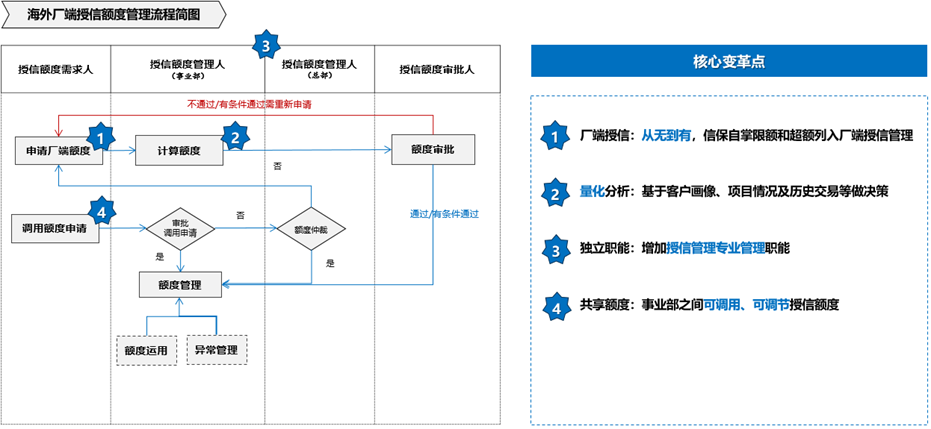 海外厂端授信额度管理流程简图
3
授信额度需求人
授信额度管理人
(事业部)
授信额度管理人
(总部)
授信额度审批人
不通过/有条件通过需重新申请
1
2
申请厂端额度
计算额度
额度审批
否
4
通过/有条件通过
调用额度申请
审批
调用申请
否
额度仲裁
是
是
额度管理
额度运用
异常管理
核心变革点
1
厂端授信：从无到有，信保自掌限额和超额列入厂端授信管理
2
量化分析：基于客户画像、项目情况及历史交易等做决策
3
独立职能：增加授信管理专业管理职能
4
共享额度：事业部之间可调用、可调节授信额度